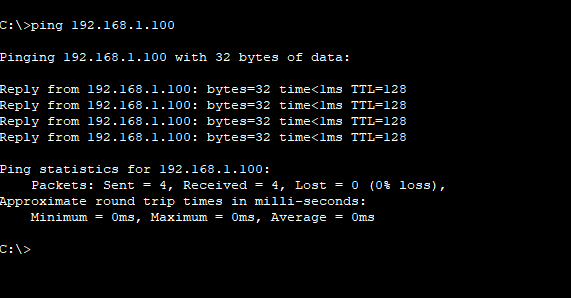 C:\>ping 192.168.1.100
Pinging 192.168.1.100 with 32 bytes of data:
Reply from 192.168.1.100: bytes=32 time<1ms TTL=128
Reply from 192.168.1.100: bytes=32 time<1ms TTL=128
Reply from 192.168.1.100: bytes=32 time<1ms TTL=128
Reply from 192.168.1.100: bytes=32 time<1ms TTL=128
Ping statistics for 192.168.1.100:
    Packets: Sent = 4, Received = 4, Lost = 0 (0% loss),
Approximate round trip times in milli-seconds:
    Minimum = 0ms, Maximum = 0ms, Average = 0ms
C:\>